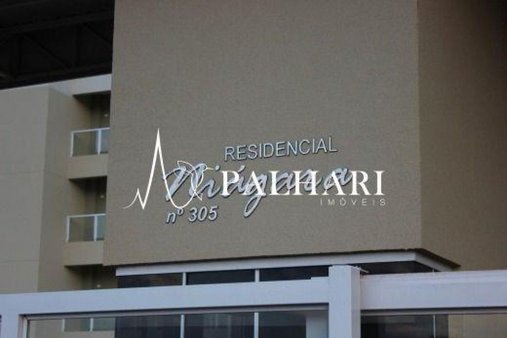 RESIDENCIAL
PALHARI
IMÓVEIS
nº 305